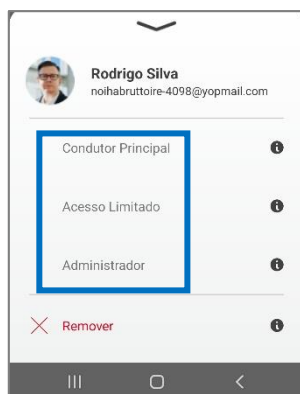 Rodrigo Silva
noihabruttoire-4098@yopmail.com
Condutor Principal
Acesso Limitado
Administrador
Remover